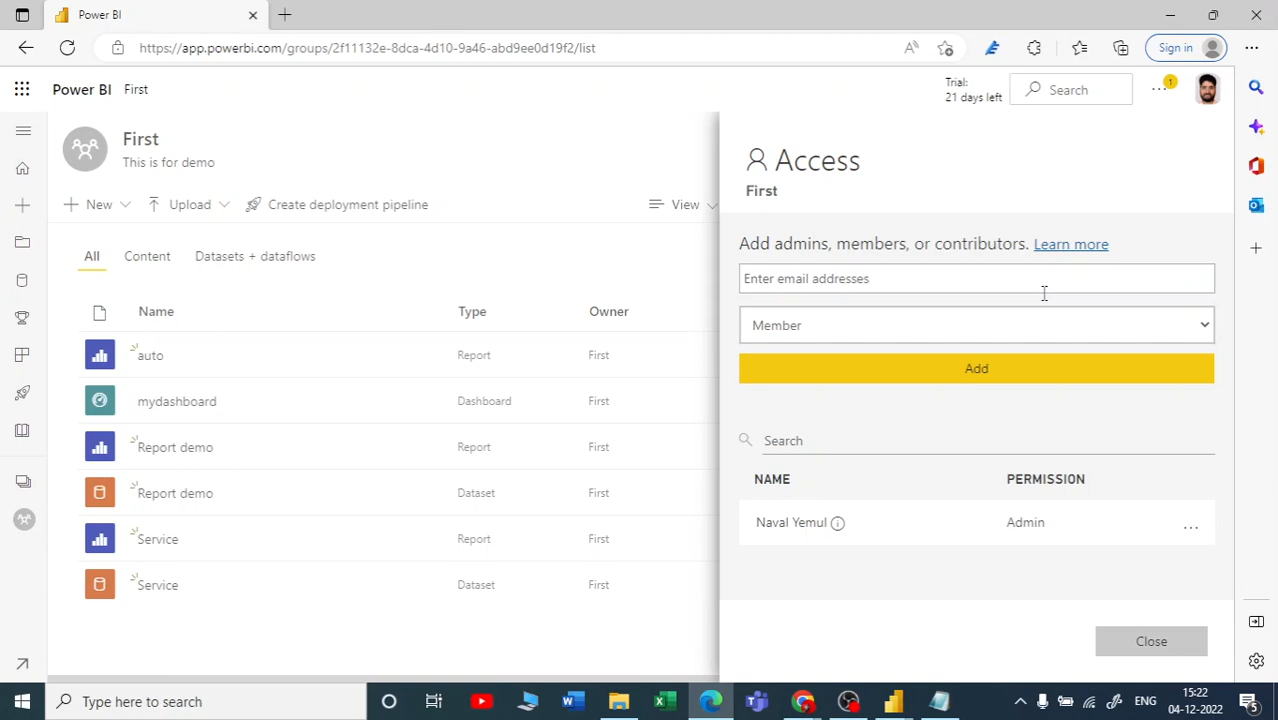 Power BI
https://app.powerbi.com/groups/2f11132e-8dca-4d10-9a46-abd9ee0d19f2/list
Sign in
Power BI First
Trial:
21 days left
Search
1
First
This is for demo
New
Upload
Create deployment pipeline
View
All
Content
Datasets + dataflows
Name Type Owner
auto Report First
mydashboard Dashboard First
Report demo Report First
Report demo Dataset First
Service Report First
Service Dataset First
Access
First
Add admins, members, or contributors. Learn more
Enter email addresses
Member
Add
Search
NAME PERMISSION
Naval Yemul Admin
Close
Type here to search
ENG
15:22
04-12-2022
5